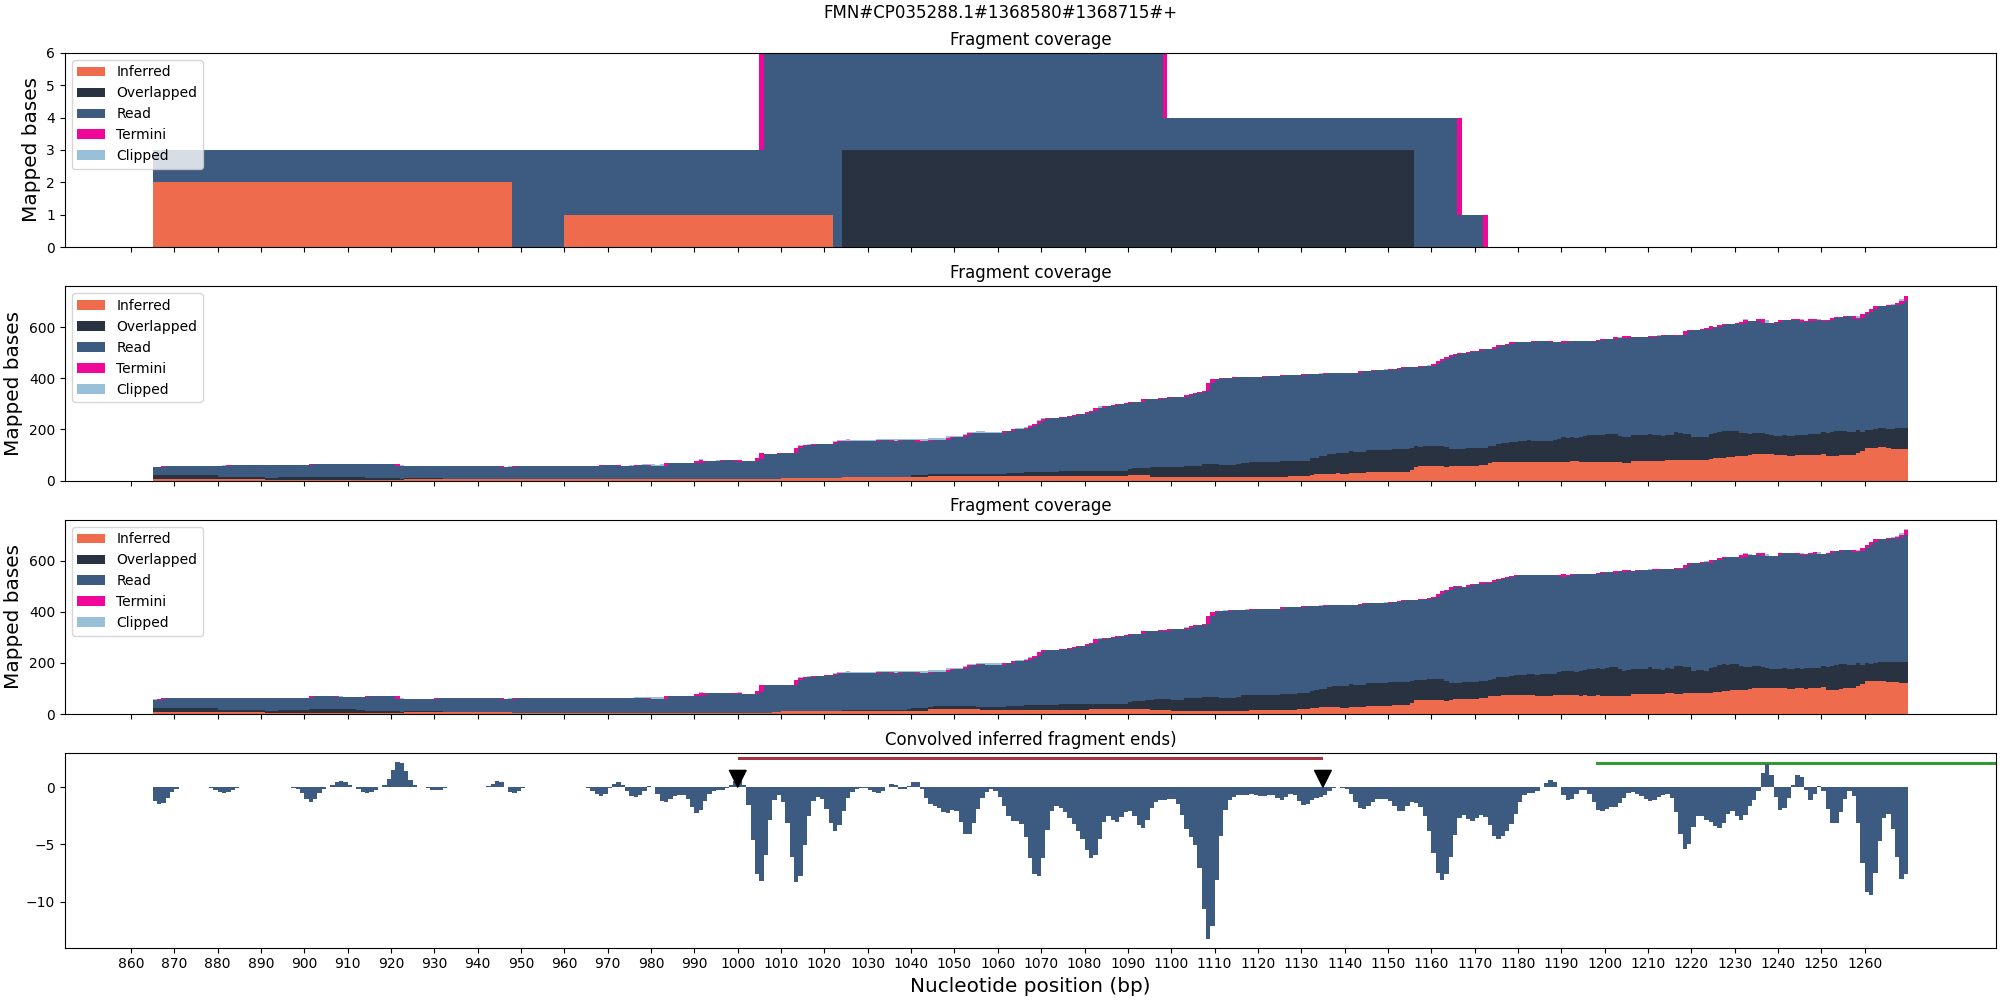 FMN#CP035288.1#1368580#1368715#+
Fragment coverage
Mapped bases
6
5
4
3
2
1
0
Inferred
Overlapped
Read
Termini
Clipped
Fragment coverage
Mapped bases
600
400
200
0
Inferred
Overlapped
Read
Termini
Clipped
Fragment coverage
Mapped bases
600
400
200
0
Inferred
Overlapped
Read
Termini
Clipped
Convolved inferred fragment ends)
0
−5
−10
860 870 880 890 900 910 920 930 940 950 960 970 980 990 1000 1010 1020 1030 1040 1050 1060 1070 1080 1090 1100 1110 1120 1130 1140 1150 1160 1170 1180 1190 1200 1210 1220 1230 1240 1250 1260
Nucleotide position (bp)